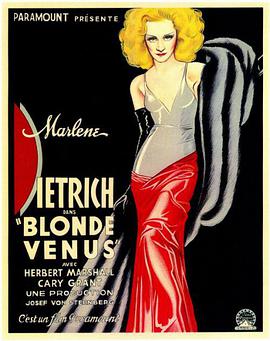 PARAMOUNT PRÉSENTE
Marlene
DIETRICH
DANS
"BLONDE
VENUS"
AVEC
HERBERT MARSHALL
CARY GRANT
UNE PRODUCTION
JOSEF VON STERNBERG
C'est un film Paramount